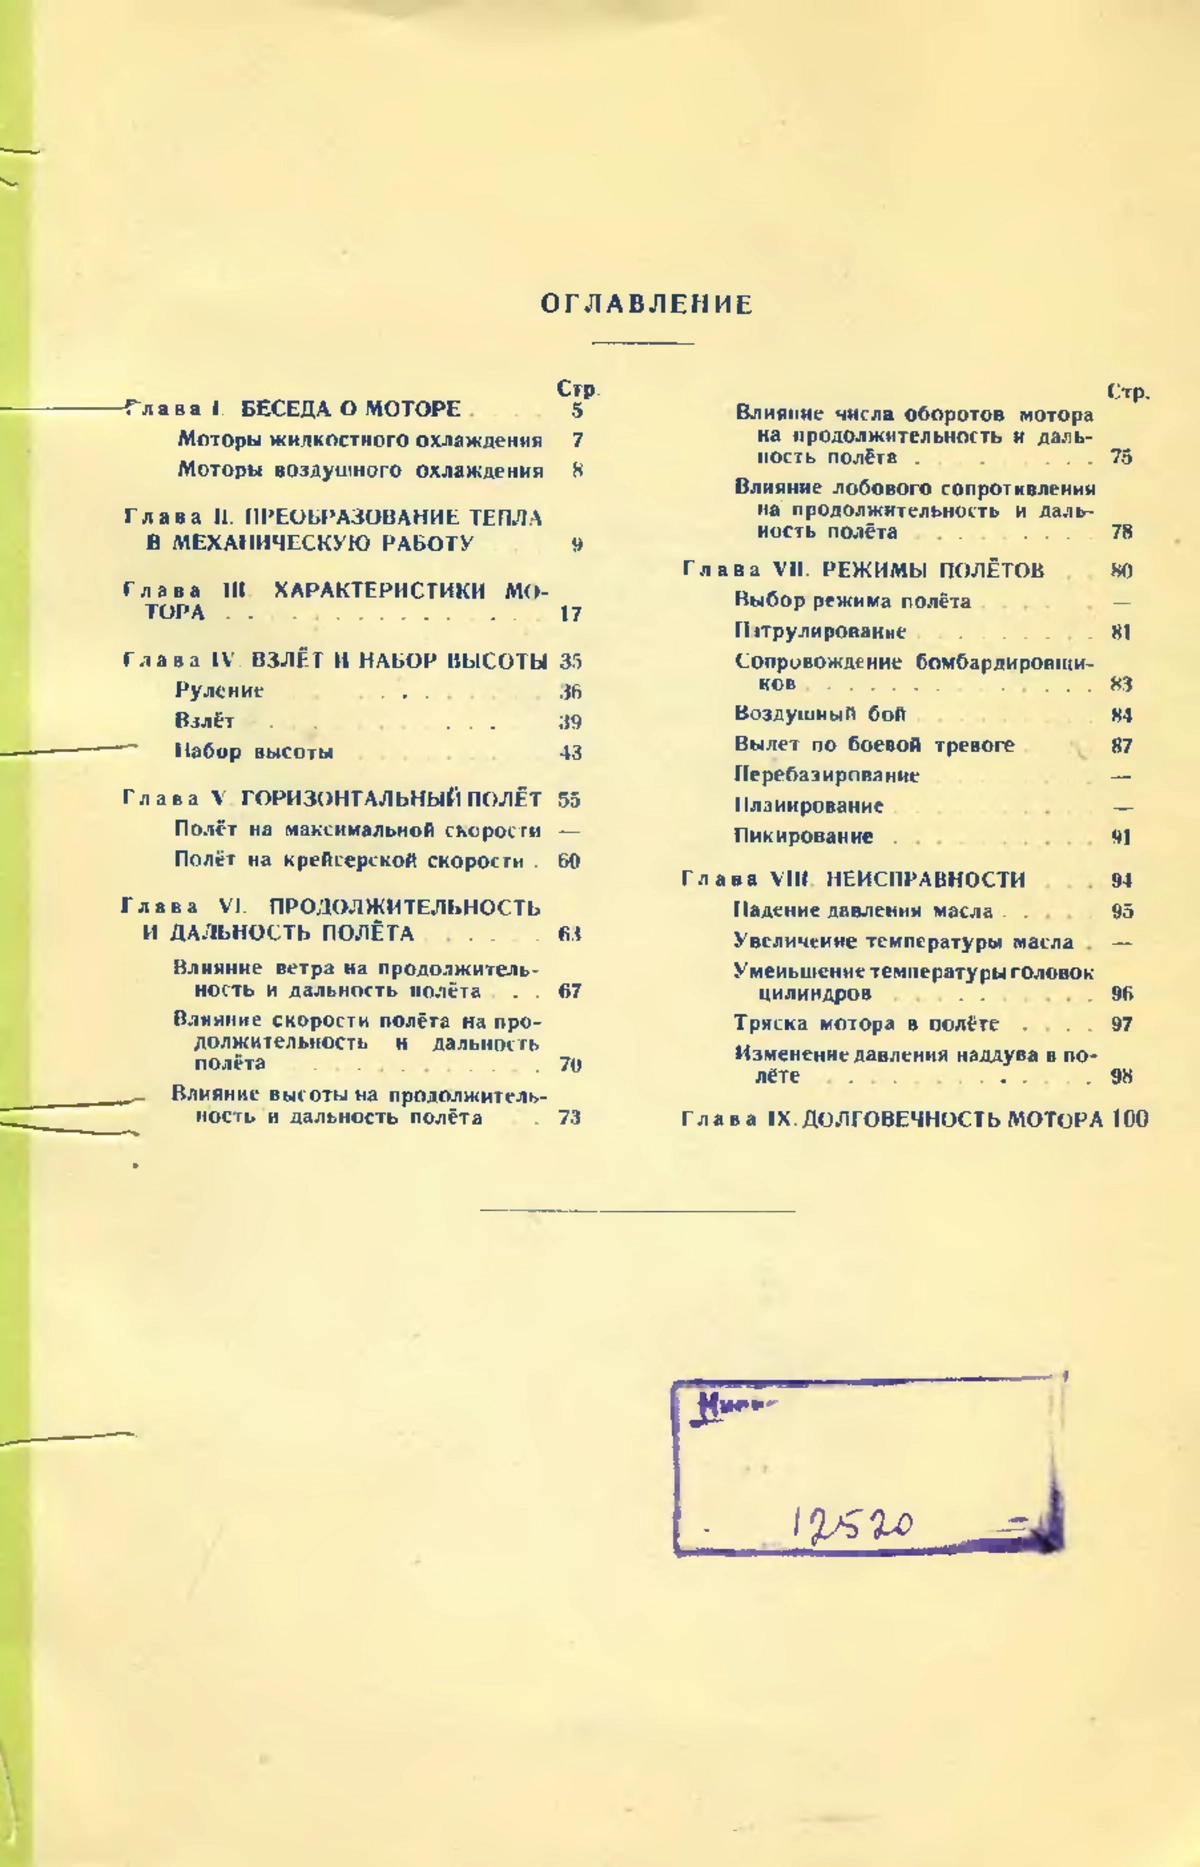 ОГЛАВЛЕНИЕ
Стр.
Глава I. БЕСЕДА О МОТОРЕ . . . 5
Моторы жидкостного охлаждения 7
Моторы воздушного охлаждения 8
Глава II. ПРЕОБРАЗОВАНИЕ ТЕПЛА
В МЕХАНИЧЕСКУЮ РАБОТУ 9
Глава III. ХАРАКТЕРИСТИКИ МО-
ТОРА . . . . . . . . . . . 17
Глава IV. ВЗЛЁТ И НАБОР ВЫСОТЫ 35
Руление . . . . 36
Взлёт . . . . 39
Набор высоты . . . . 43
Глава V. ГОРИЗОНТАЛЬНЫЙ ПОЛЁТ 55
Полёт на максимальной скорости —
Полёт на крейсерской скорости . 60
Глава VI. ПРОДОЛЖИТЕЛЬНОСТЬ
И ДАЛЬНОСТЬ ПОЛЁТА . . . . 63
Влияние ветра на продолжитель-
ность и дальность полёта . . . 67
Влияние скорости полёта на про-
должительность и дальность
полёта . . . . . . . . 70
Влияние высоты на продолжитель-
ность и дальность полёта . 73
Стр.
Влияние числа оборотов мотора
на продолжительность и даль-
ность полёта . . . . . 75
Влияние лобового сопротивления
на продолжительность и даль-
ность полёта . . . . . . . 78
Глава VII. РЕЖИМЫ ПОЛЁТОВ . . 80
Выбор режима полёта . . . . —
Патрулирование . . . . . . . 81
Сопровождение бомбардировщи-
ков . . . . . . . . . . . 83
Воздушный бой . . . . . 84
Вылет по боевой тревоге . . 87
Перебазирование . . . . —
Планирование . . . . . —
Пикирование . . . . . . . 91
Глава VIII. НЕИСПРАВНОСТИ . . . 94
Падение давления масла . . . . 95
Увеличение температуры масла . —
Уменьшение температуры головок
цилиндров . . . . . . . 96
Тряска мотора в полёте . . . . 97
Изменение давления наддува в по-
лёте . . . . . . . . 98
Глава IX. ДОЛГОВЕЧНОСТЬ МОТОРА 100
12520